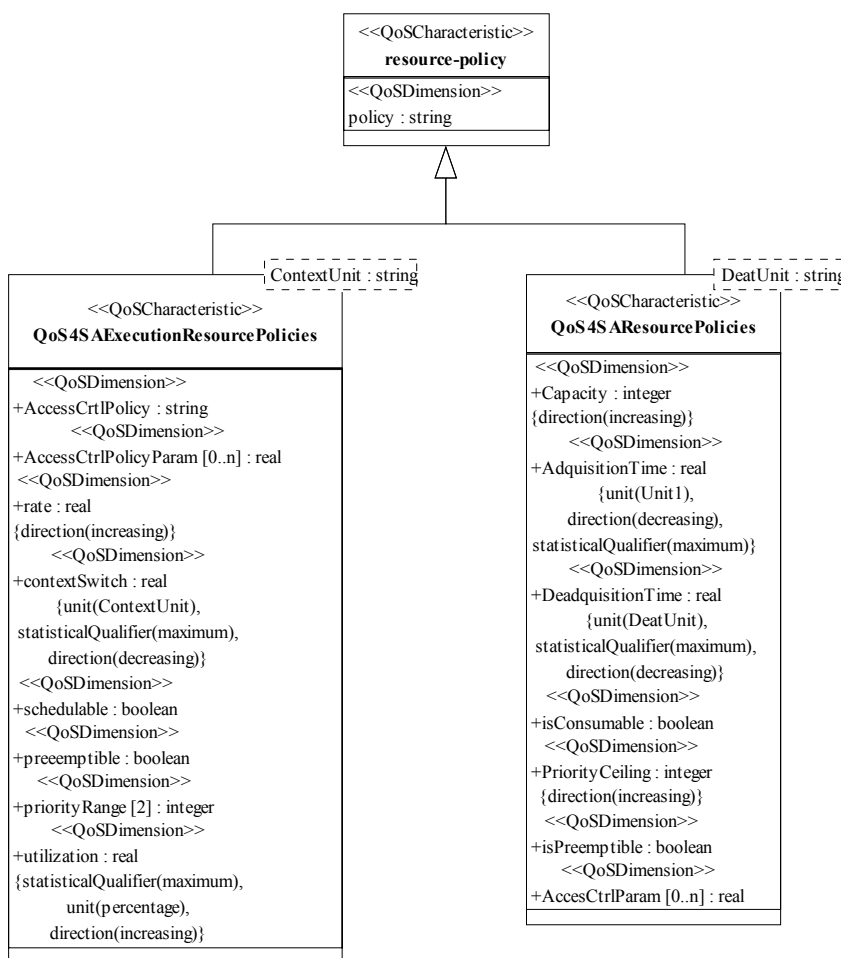 <<QoSCharacteristic>>
resource-policy
<<QoSDimension>>
policy : string
ContextUnit : string
<<QoSCharacteristic>>
QoS4SAExecutionResourcePolicies
<<QoSDimension>>
+AccessCrtlPolicy : string
<<QoSDimension>>
+AccessCtrlPolicyParam [0..n] : real
<<QoSDimension>>
+rate : real
{direction(increasing)}
<<QoSDimension>>
+contextSwitch : real
{unit(ContextUnit),
statisticalQualifier(maximum),
direction(decreasing)}
<<QoSDimension>>
+schedulable : boolean
<<QoSDimension>>
+preemptible : boolean
<<QoSDimension>>
+priorityRange [2] : integer
<<QoSDimension>>
+utilization : real
{statisticalQualifier(maximum),
unit(percentage),
direction(increasing)}
DeatUnit : string
<<QoSCharacteristic>>
QoS4SAResourcePolicies
<<QoSDimension>>
+Capacity : integer
{direction(increasing)}
<<QoSDimension>>
+AdquisitionTime : real
{unit(Unit1),
direction(decreasing),
statisticalQualifier(maximum)}
<<QoSDimension>>
+DeadquisitionTime : real
{unit(DeatUnit),
statisticalQualifier(maximum),
direction(decreasing)}
<<QoSDimension>>
+isConsumable : boolean
<<QoSDimension>>
+PriorityCeiling : integer
{direction(increasing)}
<<QoSDimension>>
+isPreemptible : boolean
<<QoSDimension>>
+AccesCtrlParam [0..n] : real